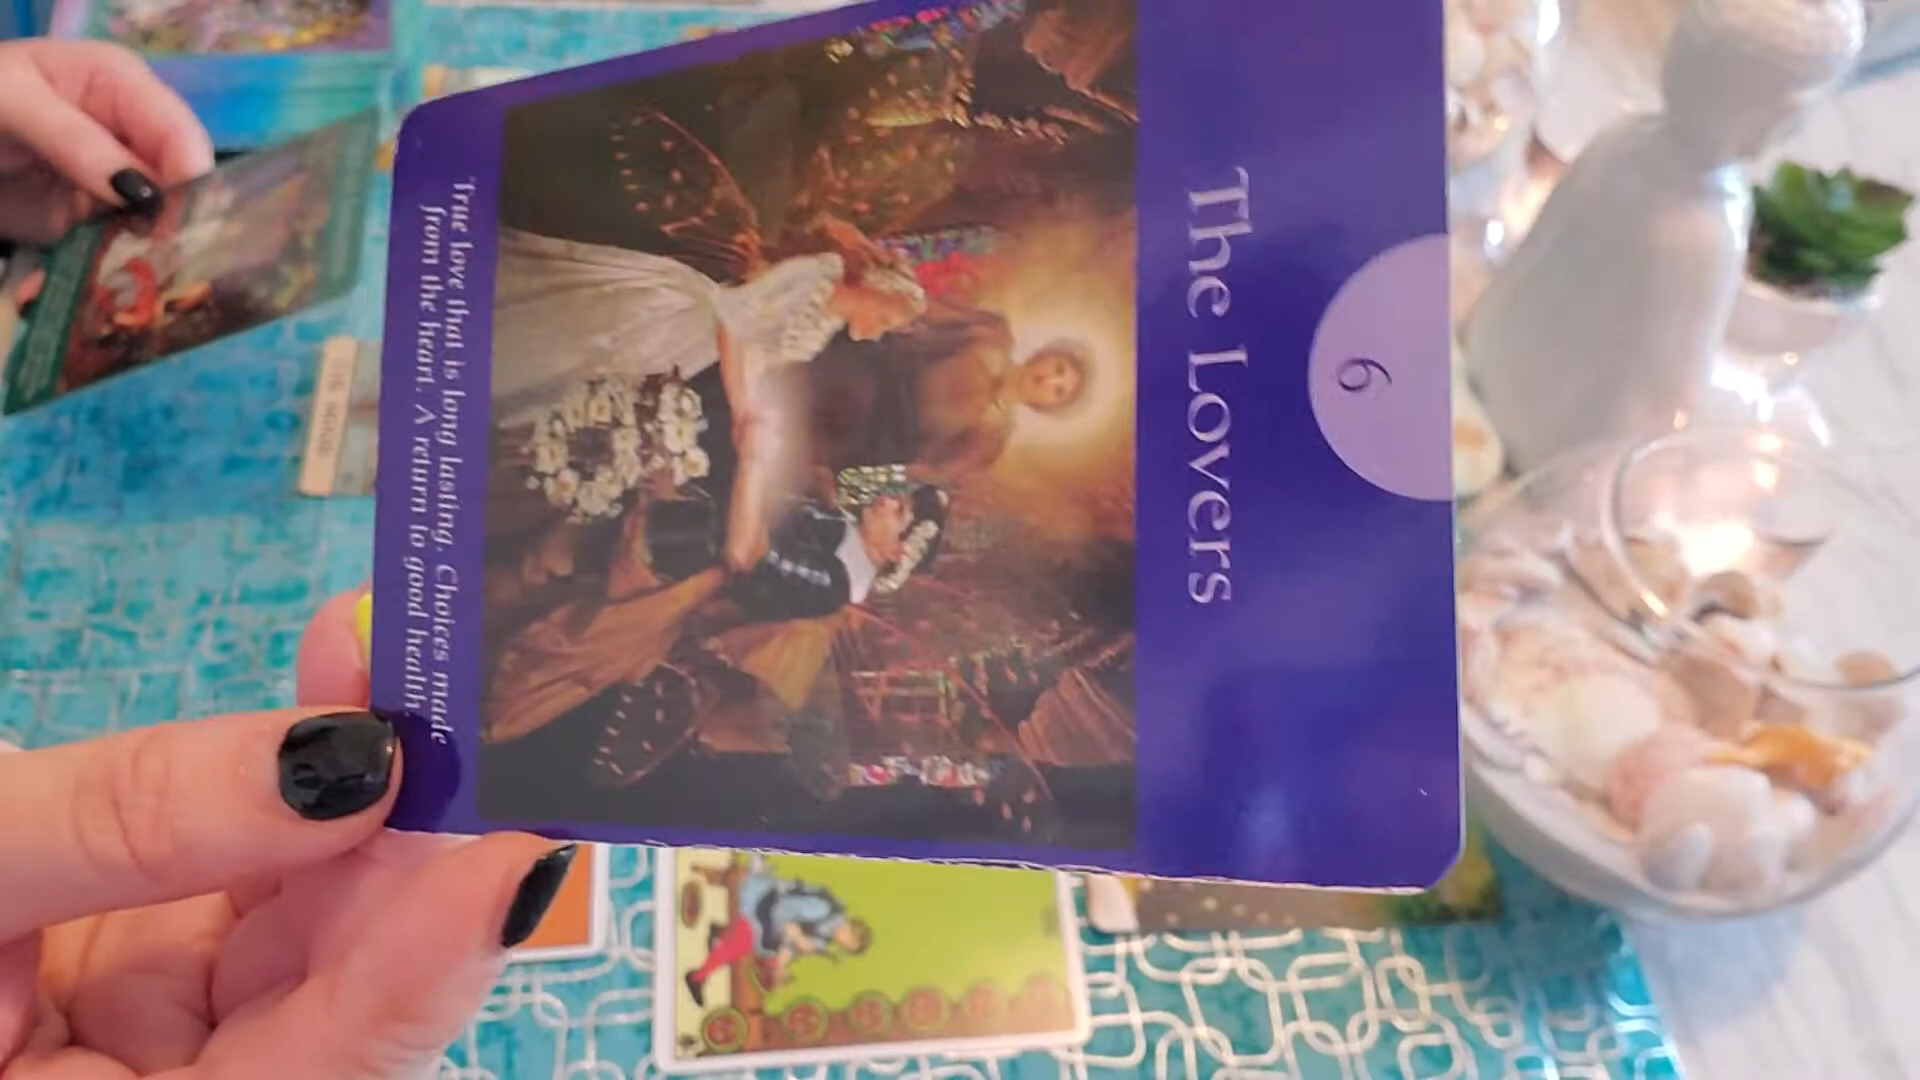 6
The Lovers
True love that is long lasting. Choices made
from the heart. A return to good health.